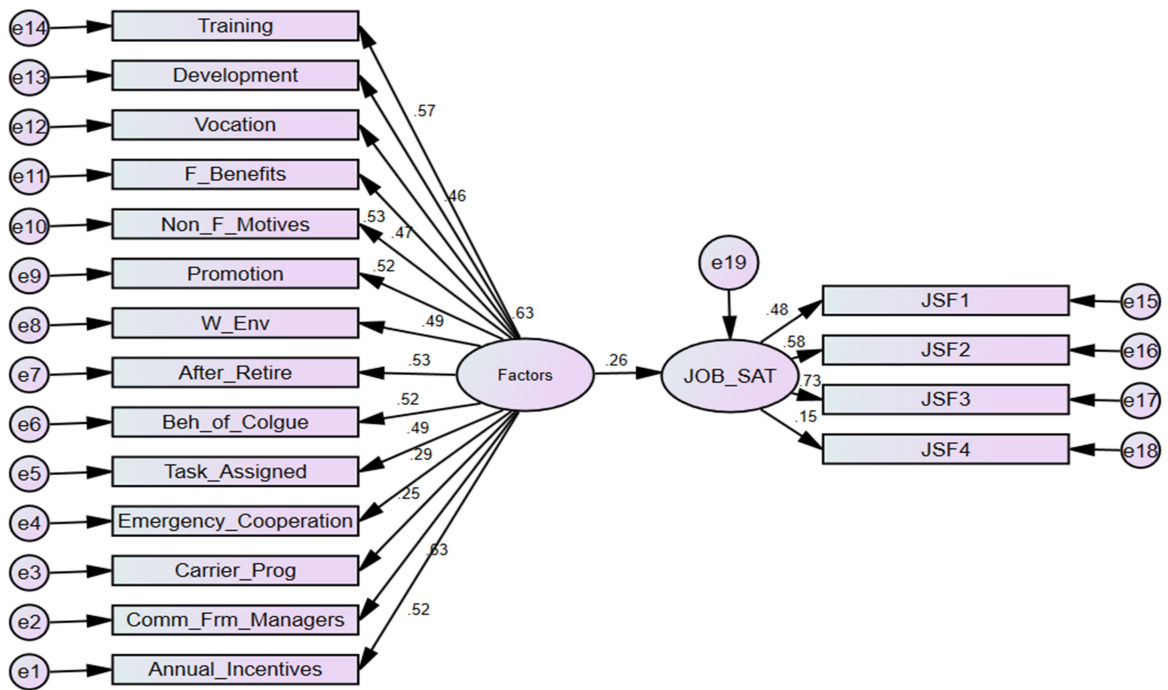 e14 Training
e13 Development
e12 Vocation
e11 F_Benefits
e10 Non_F_Motives
e9 Promotion
e8 W_Env
e7 After_Retire
e6 Beh_of_Colgue
e5 Task_Assigned
e4 Emergency_Cooperation
e3 Carrier_Prog
e2 Comm_Frm_Managers
e1 Annual_Incentives
.57
.46
.53
.47
.52
.63
.49
.53
.52
.49
.29
.25
.63
.52
Factors
.26
e19
JOB_SAT
.48
.58
.73
.15
JSF1 e15
JSF2 e16
JSF3 e17
JSF4 e18